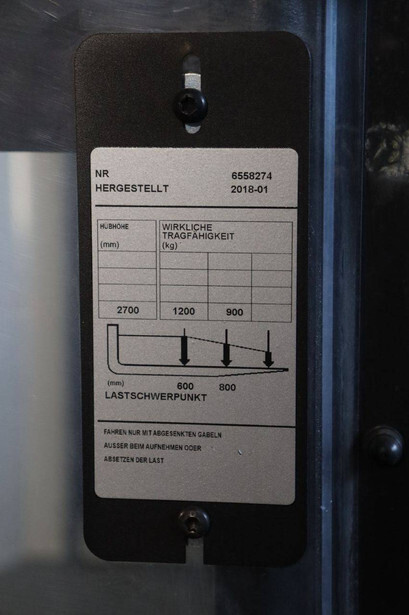 NR 6558274
HERGESTELLT 2018-01
HUBHÖHE WIRKLICHE
TRAGFÄHIGKEIT
(mm) (kg)
2700 1200 900
(mm) 600 800
LASTSCHWERPUNKT
FAHREN NUR MIT ABGESENKTEN GABELN
AUSSER BEIM AUFNEHMEN ODER
ABSETZEN DER LAST